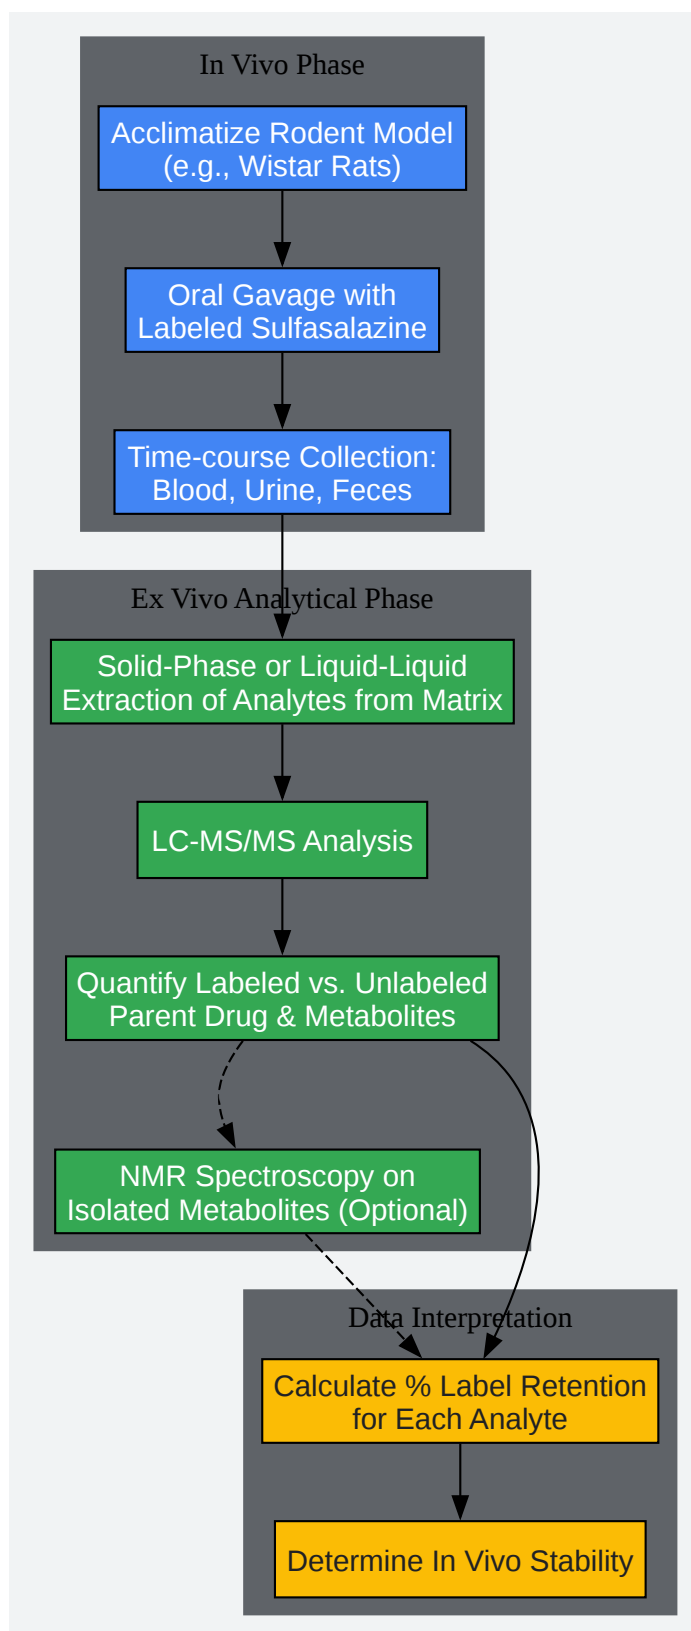 In Vivo Phase
Acclimatize Rodent Model
(e.g., Wistar Rats)
Oral Gavage with
Labeled Sulfasalazine
Time-course Collection:
Blood, Urine, Feces
Ex Vivo Analytical Phase
Solid-Phase or Liquid-Liquid
Extraction of Analytes from Matrix
LC-MS/MS Analysis
Quantify Labeled vs. Unlabeled
Parent Drug & Metabolites
NMR Spectroscopy on
Isolated Metabolites (Optional)
Data Interpretation
Calculate % Label Retention
for Each Analyte
Determine In Vivo Stability